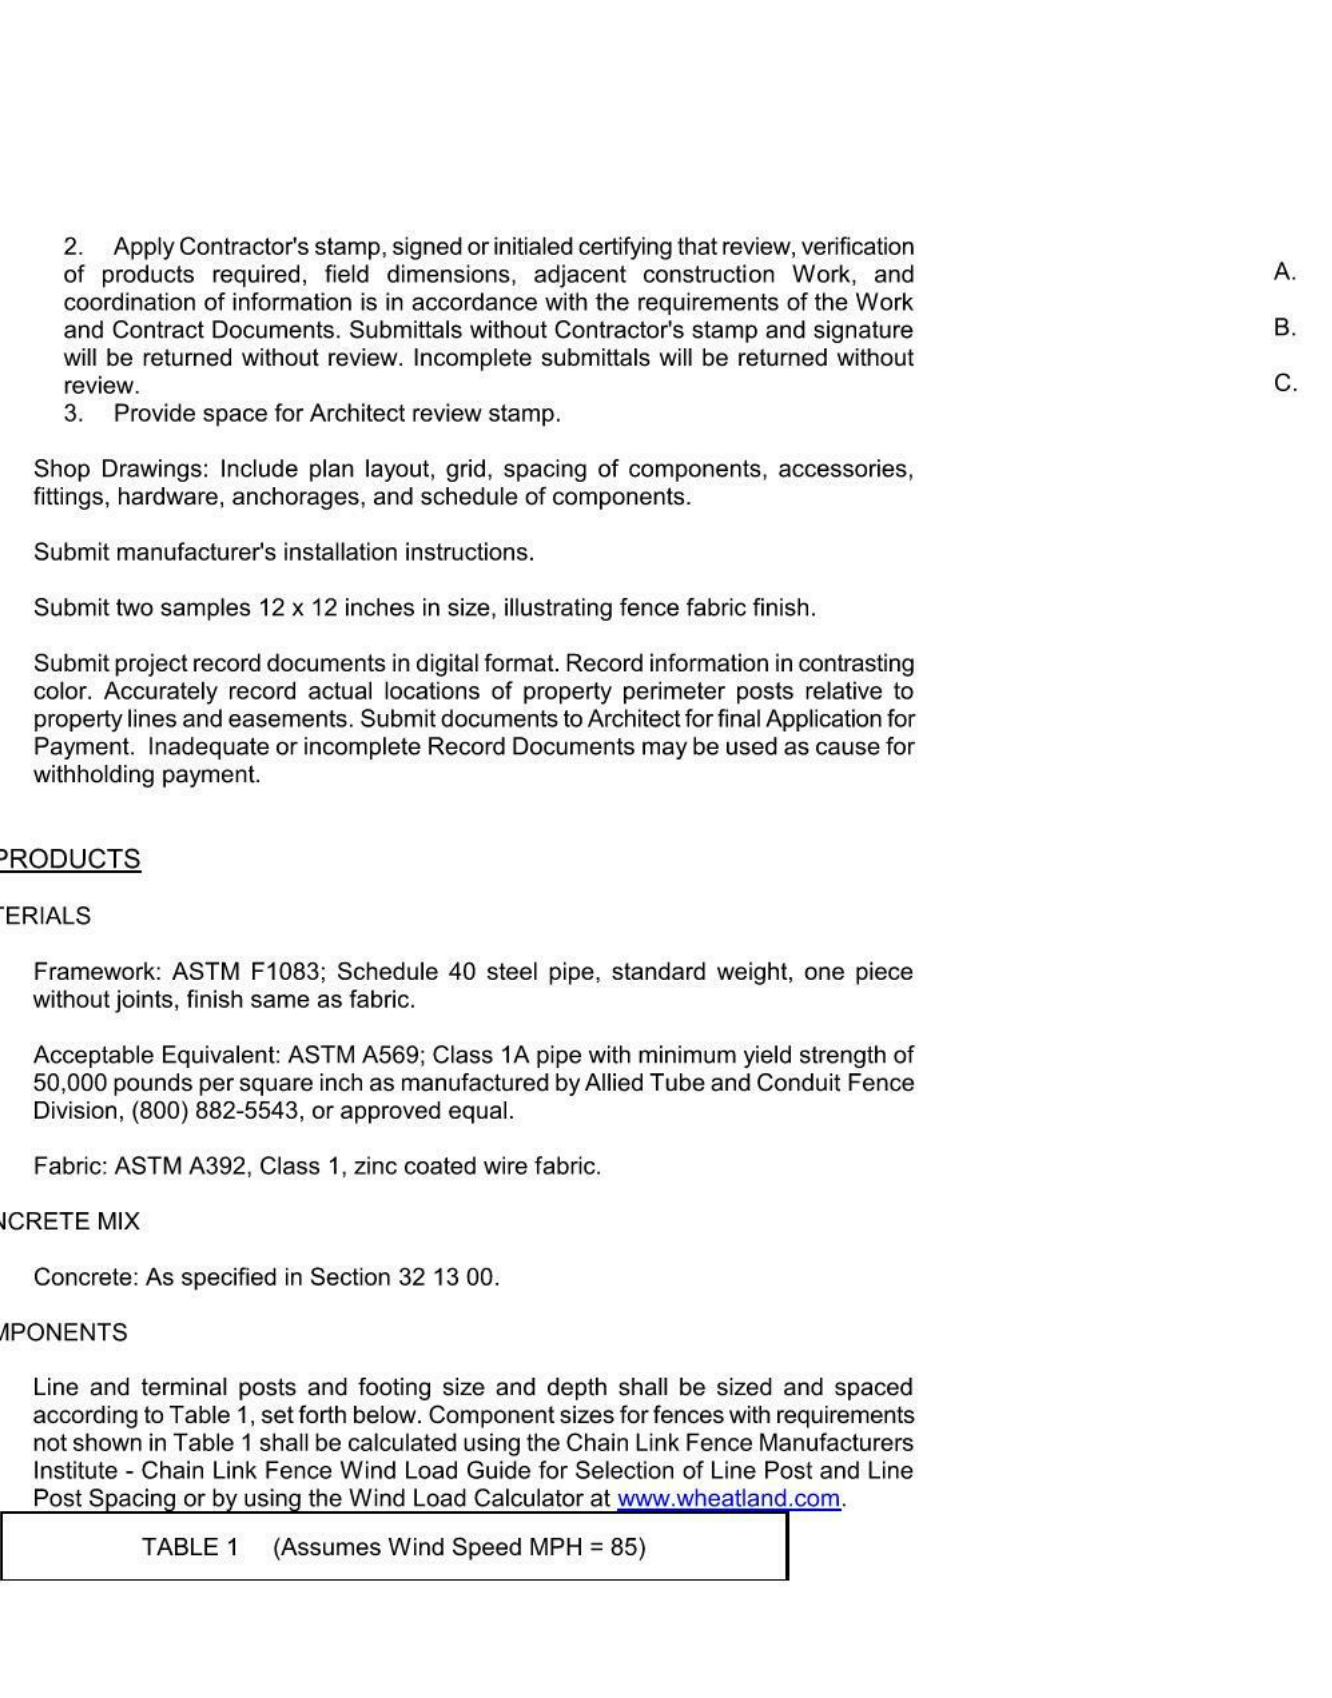 2. Apply Contractor's stamp, signed or initialed certifying that review, verification
of products required, field dimensions, adjacent construction Work, and
coordination of information is in accordance with the requirements of the Work
and Contract Documents. Submittals without Contractor's stamp and signature
will be returned without review. Incomplete submittals will be returned without
review.
3. Provide space for Architect review stamp.
Shop Drawings: Include plan layout, grid, spacing of components, accessories,
fittings, hardware, anchorages, and schedule of components.
Submit manufacturer's installation instructions.
Submit two samples 12 x 12 inches in size, illustrating fence fabric finish.
Submit project record documents in digital format. Record information in contrasting
color. Accurately record actual locations of property perimeter posts relative to
property lines and easements. Submit documents to Architect for final Application for
Payment. Inadequate or incomplete Record Documents may be used as cause for
withholding payment.
PRODUCTS
TERIALS
Framework: ASTM F1083; Schedule 40 steel pipe, standard weight, one piece
without joints, finish same as fabric.
Acceptable Equivalent: ASTM A569; Class 1A pipe with minimum yield strength of
50,000 pounds per square inch as manufactured by Allied Tube and Conduit Fence
Division, (800) 882-5543, or approved equal.
Fabric: ASTM A392, Class 1, zinc coated wire fabric.
NCRETE MIX
Concrete: As specified in Section 32 13 00.
MPONENTS
Line and terminal posts and footing size and depth shall be sized and spaced
according to Table 1, set forth below. Component sizes for fences with requirements
not shown in Table 1 shall be calculated using the Chain Link Fence Manufacturers
Institute - Chain Link Fence Wind Load Guide for Selection of Line Post and Line
Post Spacing or by using the Wind Load Calculator at www.wheatland.com.
TABLE 1 (Assumes Wind Speed MPH = 85)
A.
B.
C.